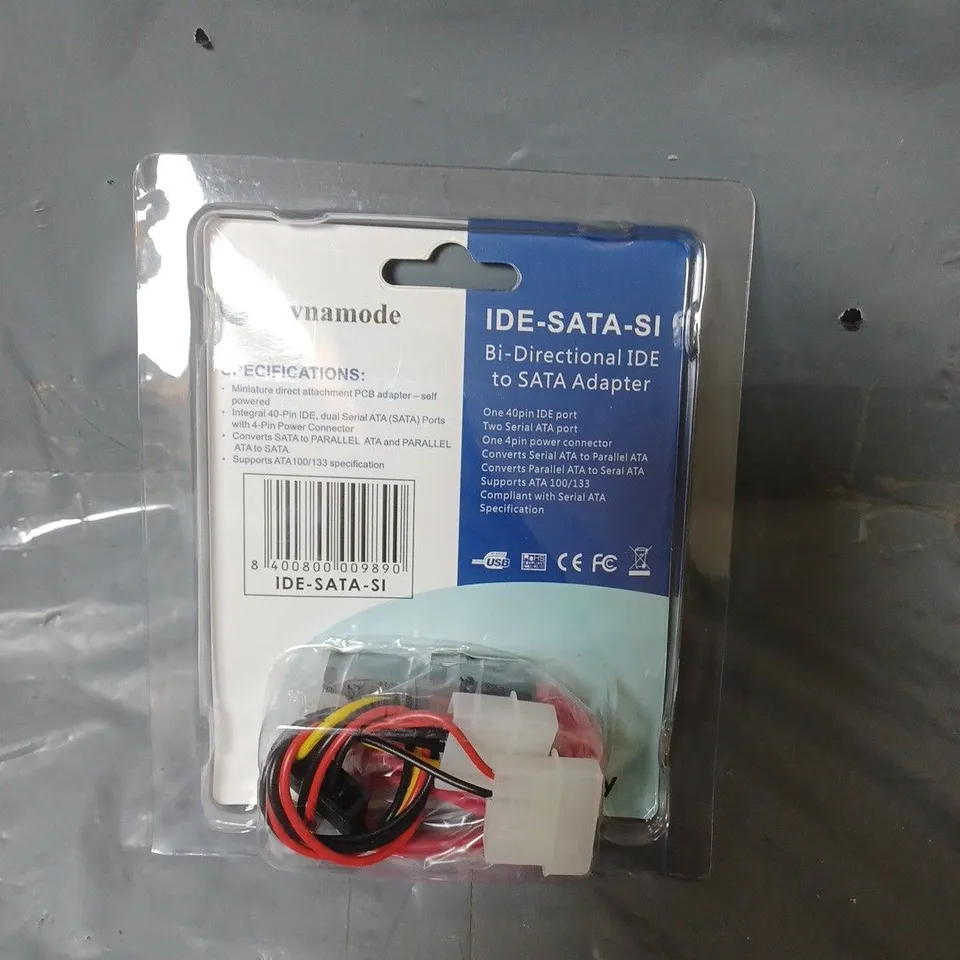 vnamode
SPECIFICATIONS:
• Miniature direct attachment PCB adapter – self
powered
• Integral 40-Pin IDE, dual Serial ATA (SATA) Ports
with 4-Pin Power Connector
• Converts SATA to PARALLEL ATA and PARALLEL
ATA to SATA
• Supports ATA100/133 specification
8 400800 009890
IDE-SATA-SI
IDE-SATA-SI
Bi-Directional IDE
to SATA Adapter
One 40pin IDE port
Two Serial ATA port
One 4pin power connector
Converts Serial ATA to Parallel ATA
Converts Parallel ATA to Seral ATA
Supports ATA 100/133
Compliant with Serial ATA
Specification
USB
CE FC